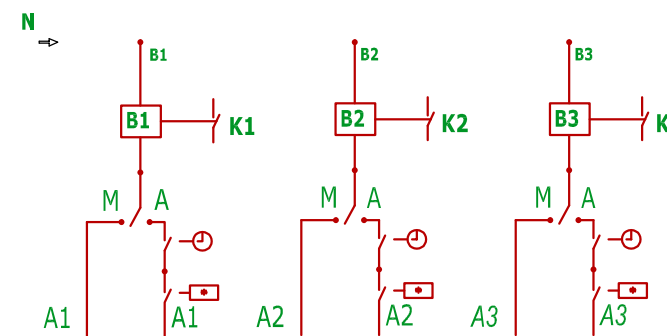 N
B1 B2 B3
B1 K1 B2 K2 B3 K
M A M A M A
A1 A1 A2 A2 A3 A3